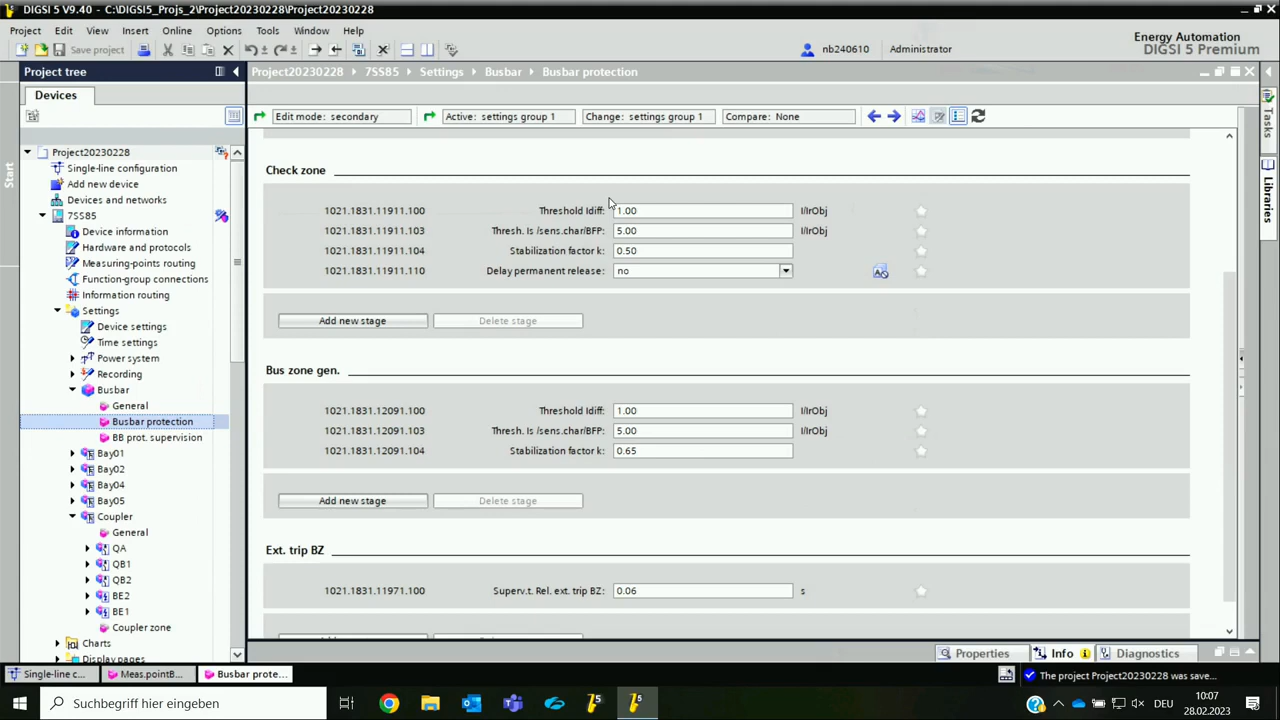 DIGSI 5 V9.40 - C:\DIGSI5_Projs_2\Project20230228\Project20230228
Project Edit View Insert Online Options Tools Window Help
Energy Automation
DIGSI 5 Premium
Save project
nb240610 Administrator
Project tree
Project20230228 7SS85 Settings Busbar Busbar protection
Devices
Start
Tasks
Libraries
Edit mode: secondary Active: settings group 1 Change: settings group 1 Compare: None
Project20230228
Single-line configuration
Add new device
Devices and networks
7SS85
Device information
Hardware and protocols
Measuring-points routing
Function-group connections
Information routing
Settings
Device settings
Time settings
Power system
Recording
Busbar
General
Busbar protection
BB prot. supervision
Bay01
Bay02
Bay04
Bay05
Coupler
General
QA
QB1
QB2
BE2
BE1
Coupler zone
Charts
Display pages
Check zone
1021.1831.11911.100 Threshold Idiff: 1.00 I/IrObj
1021.1831.11911.103 Thresh. Is /sens.char/BFP: 5.00 I/IrObj
1021.1831.11911.104 Stabilization factor k: 0.50
1021.1831.11911.110 Delay permanent release: no
Add new stage Delete stage
Bus zone gen.
1021.1831.12091.100 Threshold Idiff: 1.00 I/IrObj
1021.1831.12091.103 Thresh. Is /sens.char/BFP: 5.00 I/IrObj
1021.1831.12091.104 Stabilization factor k: 0.65
Add new stage Delete stage
Ext. trip BZ
1021.1831.11971.100 Superv.t. Rel. ext. trip BZ: 0.06 s
Properties Info Diagnostics
Single-line c... Meas.pointB... Busbar prote...
The project Project20230228 was save...
Suchbegriff hier eingeben
DEU
10:07
28.02.2023